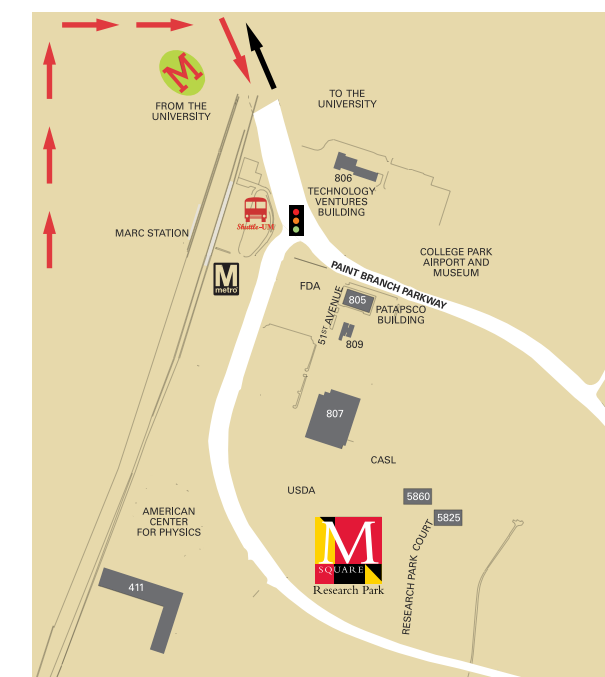 M
FROM THE
UNIVERSITY
TO THE
UNIVERSITY
806
TECHNOLOGY
VENTURES
BUILDING
Shuttle-UM
MARC STATION
COLLEGE PARK
AIRPORT AND
MUSEUM
M
metro
PAINT BRANCH PARKWAY
FDA
51ST AVENUE
805
PATAPSCO
BUILDING
809
807
CASL
USDA
5860
5825
AMERICAN
CENTER
FOR PHYSICS
RESEARCH PARK COURT
M
SQUARE
Research Park
411